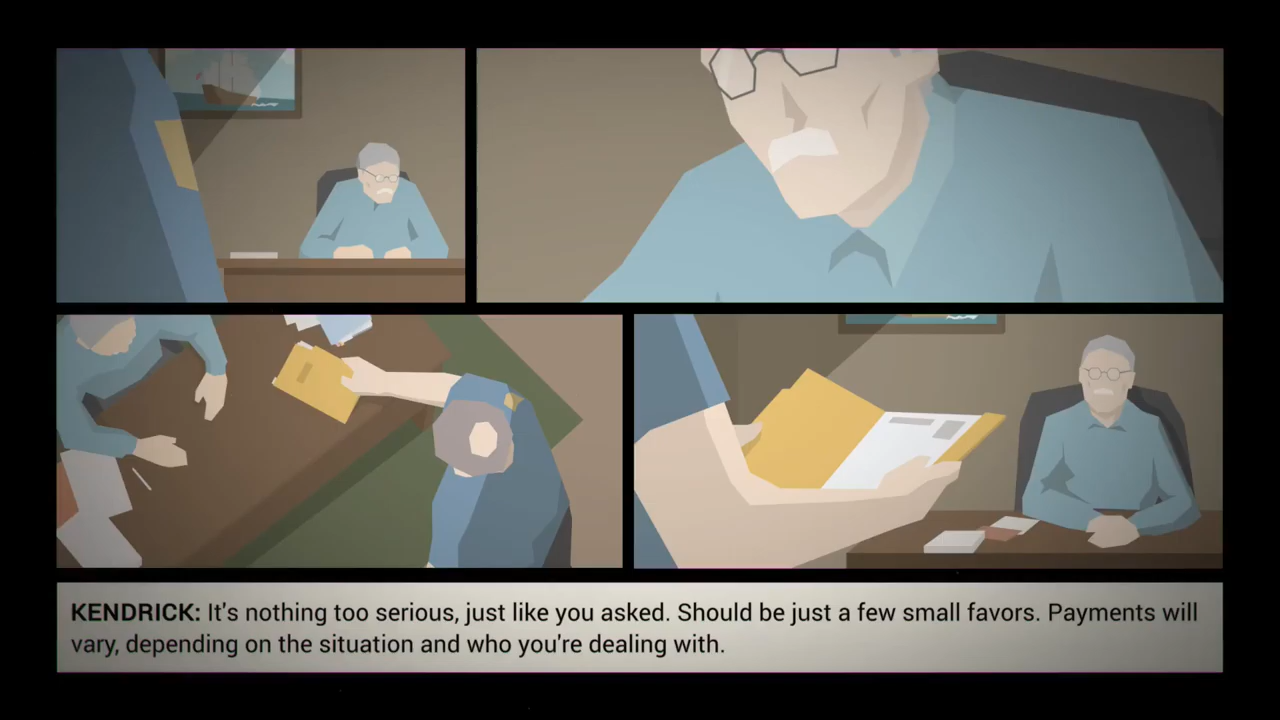 KENDRICK: It's nothing too serious, just like you asked. Should be just a few small favors. Payments will
vary, depending on the situation and who you're dealing with.